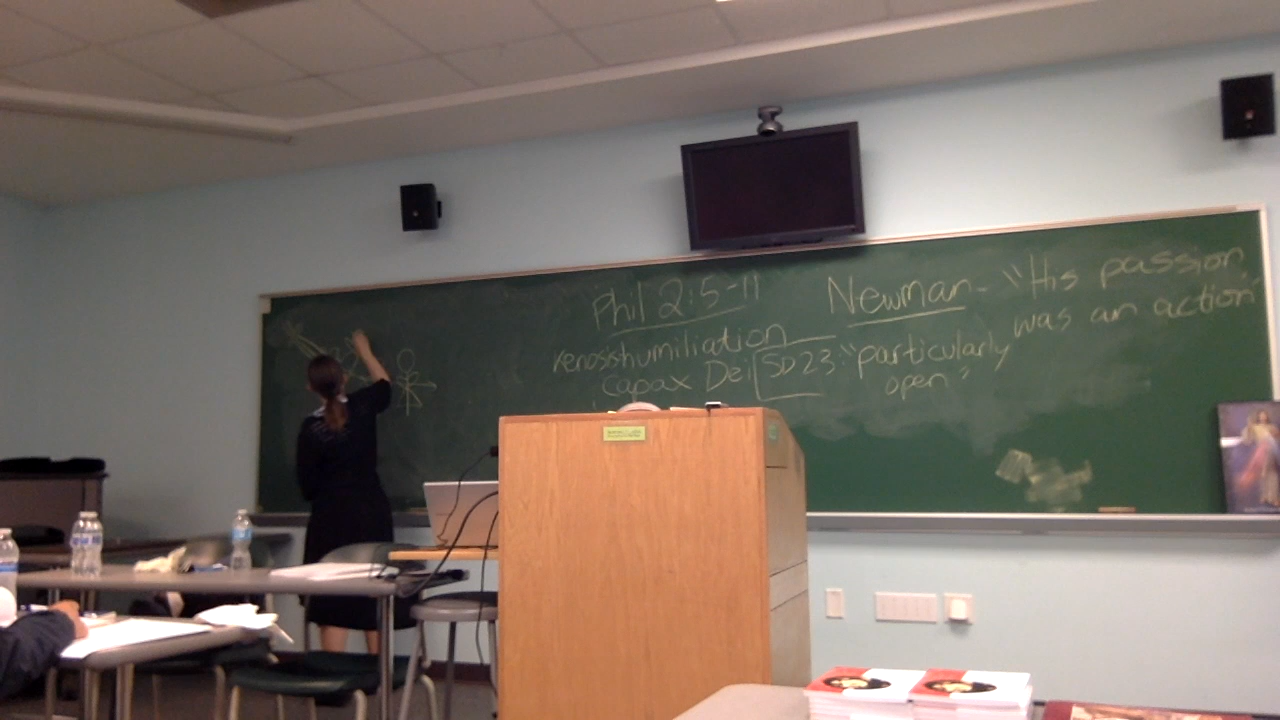 Phil 2:5-11
Newman - "His passion
was an action"
kenosis humiliation
Capax Dei SD 23: "particularly
open"